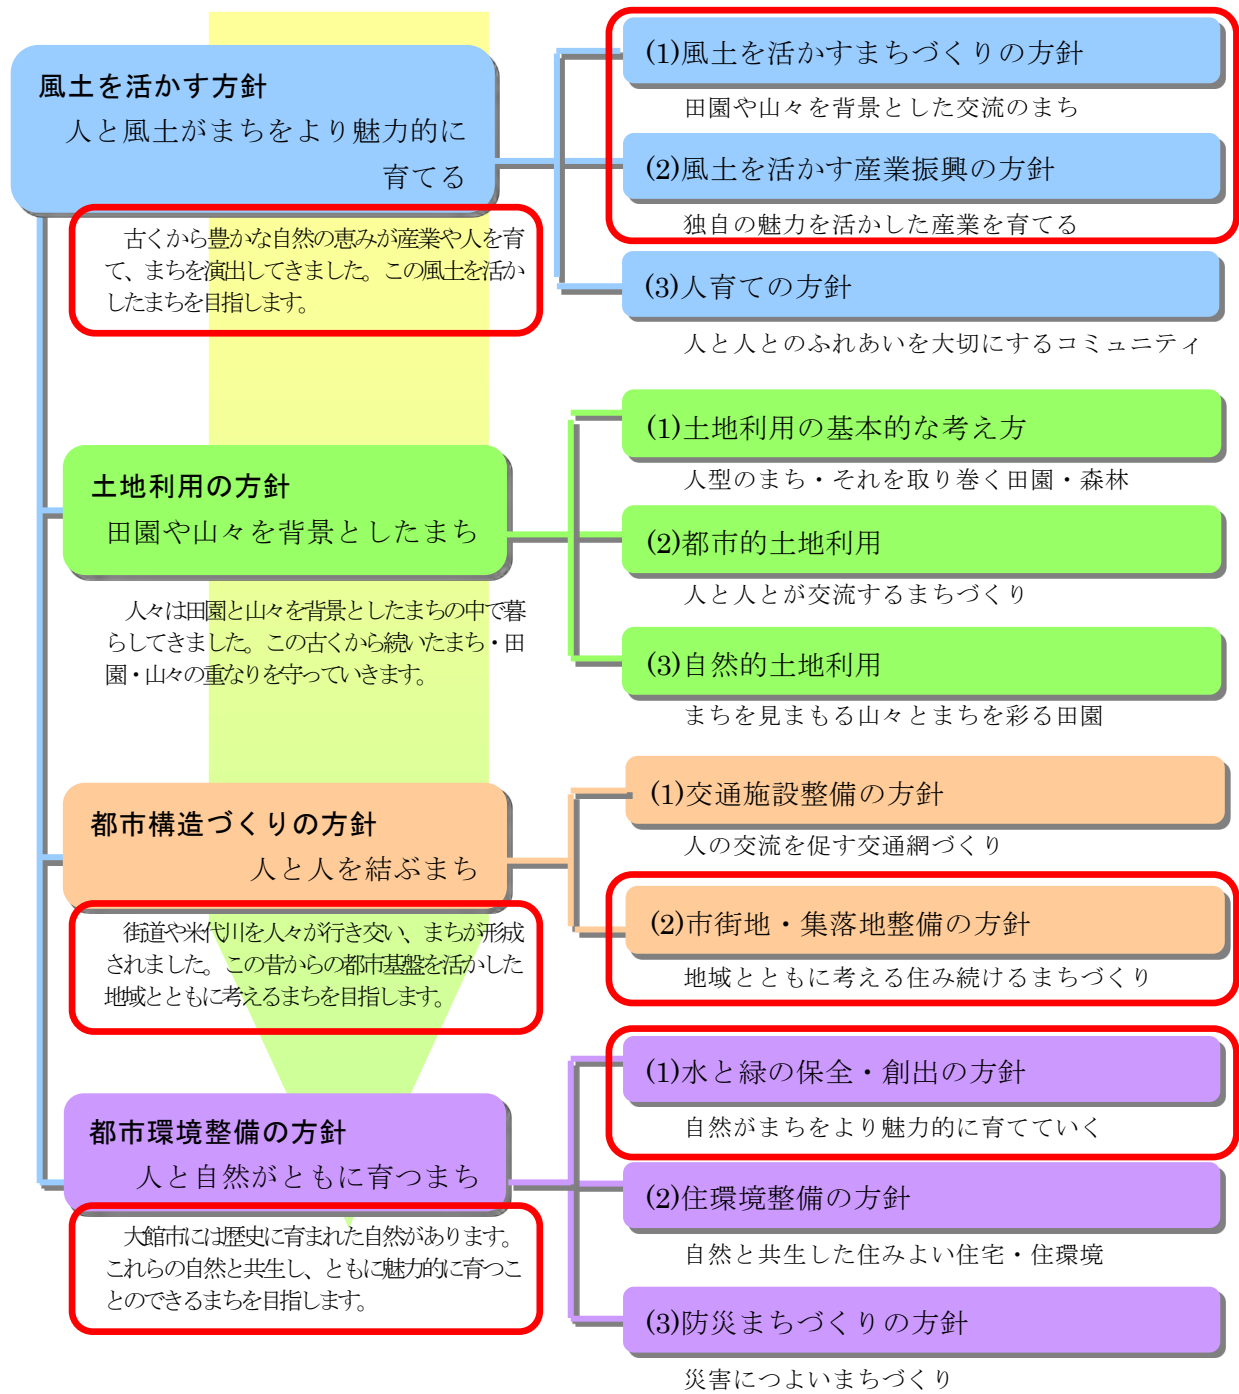 風土を活かす方針
人と風土がまちをより魅力的に
育てる
古くから豊かな自然の恵みが産業や人を育
て、まちを演出してきました。この風土を活か
したまちを目指します。
(1)風土を活かすまちづくりの方針
田園や山々を背景とした交流のまち
(2)風土を活かす産業振興の方針
独自の魅力を活かした産業を育てる
(3)人育ての方針
人と人とのふれあいを大切にするコミュニティ
土地利用の方針
田園や山々を背景としたまち
人々は田園と山々を背景としたまちの中で暮
らしてきました。この古くから続いたまち・田
園・山々の重なりを守っていきます。
(1)土地利用の基本的な考え方
人型のまち・それを取り巻く田園・森林
(2)都市的土地利用
人と人とが交流するまちづくり
(3)自然的土地利用
まちを見まもる山々とまちを彩る田園
都市構造づくりの方針
人と人を結ぶまち
街道や米代川を人々が行き交い、まちが形成
されました。この昔からの都市基盤を活かした
地域とともに考えるまちを目指します。
(1)交通施設整備の方針
人の交流を促す交通網づくり
(2)市街地・集落地整備の方針
地域とともに考える住み続けるまちづくり
都市環境整備の方針
人と自然がともに育つまち
大館市には歴史に育まれた自然があります。
これらの自然と共生し、ともに魅力的に育つこ
とのできるまちを目指します。
(1)水と緑の保全・創出の方針
自然がまちをより魅力的に育てていく
(2)住環境整備の方針
自然と共生した住みよい住宅・住環境
(3)防災まちづくりの方針
災害につよいまちづくり